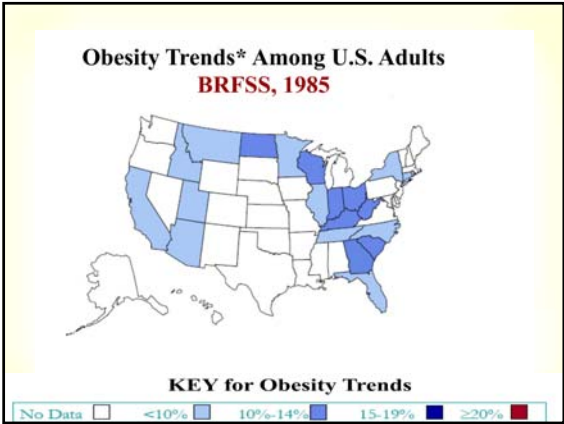 Obesity Trends* Among U.S. Adults
BRFSS, 1985
KEY for Obesity Trends
No Data <10% 10%-14% 15-19% ≥20%